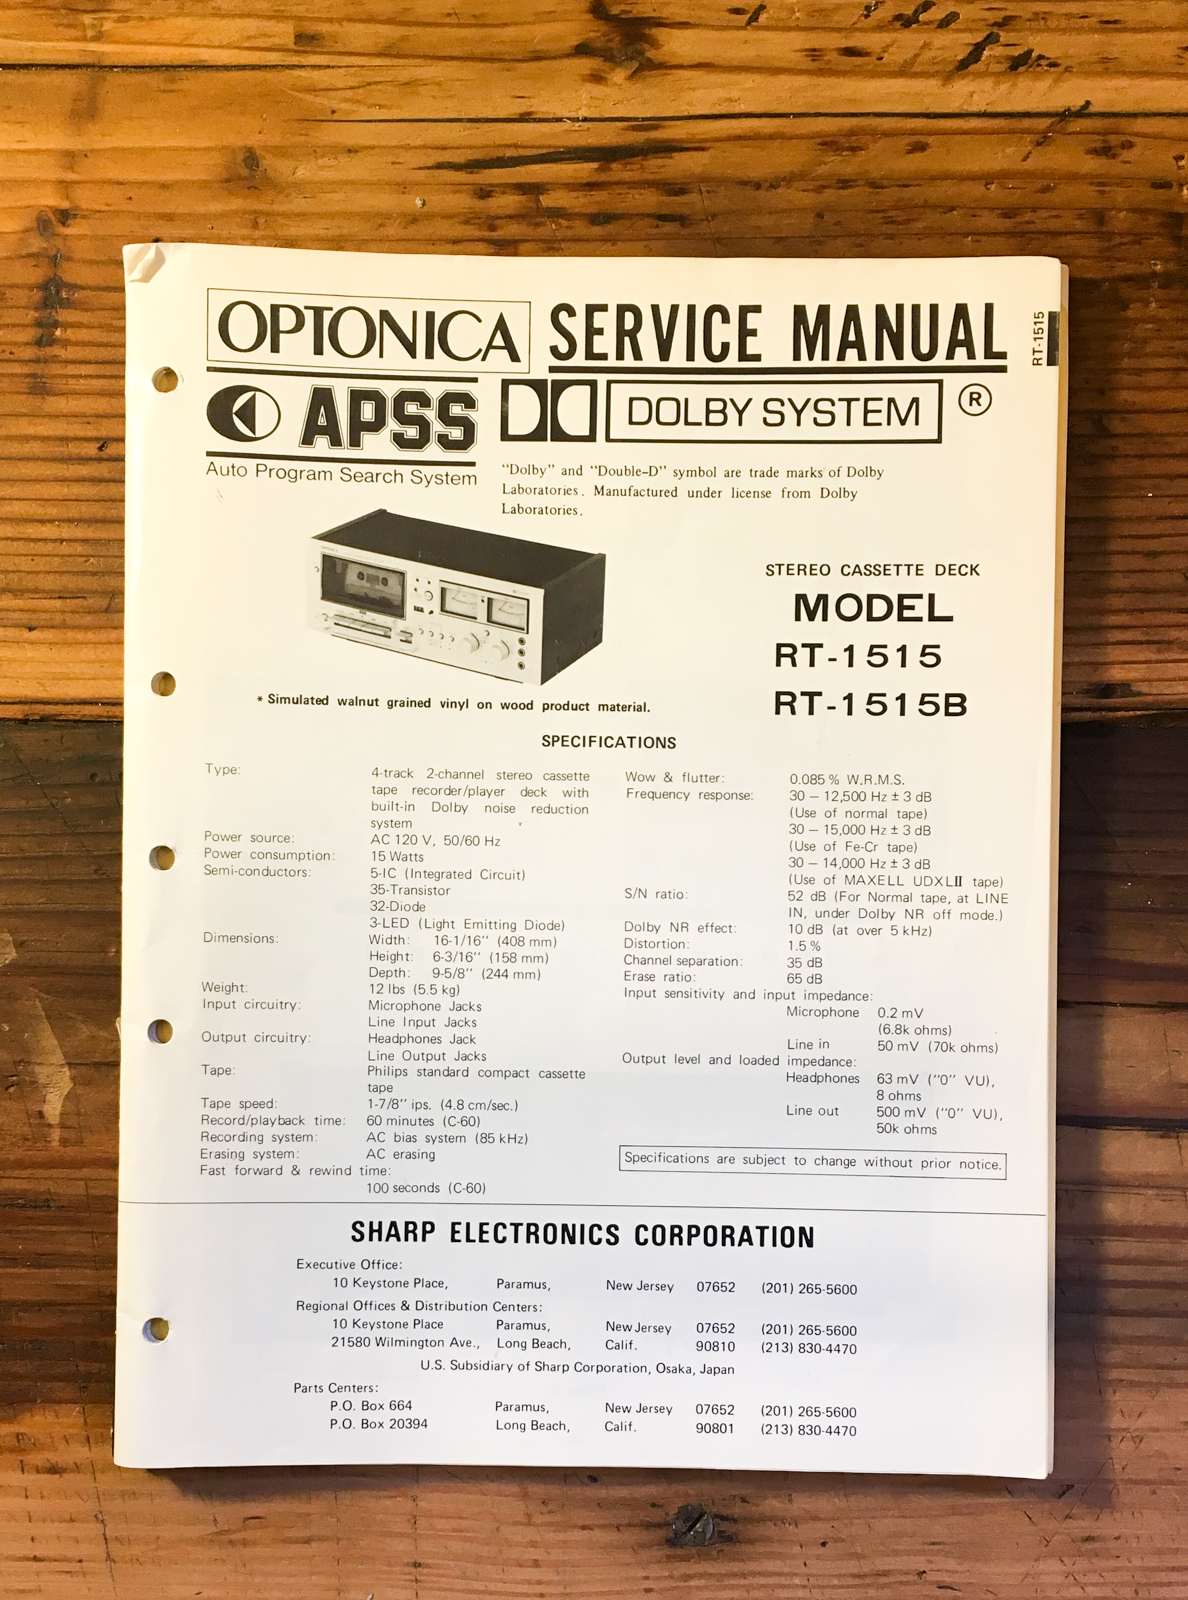 OPTONICA SERVICE MANUAL
RT-1515
APSS DOLBY SYSTEM ®
Auto Program Search System
"Dolby" and "Double-D" symbol are trade marks of Dolby
Laboratories. Manufactured under license from Dolby
Laboratories.
STEREO CASSETTE DECK
MODEL
RT-1515
RT-1515B
* Simulated walnut grained vinyl on wood product material.
SPECIFICATIONS
Type: 4-track 2-channel stereo cassette
tape recorder/player deck with
built-in Dolby noise reduction
system
Power source: AC 120 V, 50/60 Hz
Power consumption: 15 Watts
Semi-conductors: 5-IC (Integrated Circuit)
35-Transistor
32-Diode
3-LED (Light Emitting Diode)
Dimensions: Width: 16-1/16" (408 mm)
Height: 6-3/16" (158 mm)
Depth: 9-5/8" (244 mm)
Weight: 12 lbs (5.5 kg)
Input circuitry: Microphone Jacks
Line Input Jacks
Output circuitry: Headphones Jack
Line Output Jacks
Tape: Philips standard compact cassette
tape
Tape speed: 1-7/8" ips. (4.8 cm/sec.)
Record/playback time: 60 minutes (C-60)
Recording system: AC bias system (85 kHz)
Erasing system: AC erasing
Fast forward & rewind time:
100 seconds (C-60)
Wow & flutter: 0.085 % W.R.M.S.
Frequency response: 30 – 12,500 Hz ± 3 dB
(Use of normal tape)
30 – 15,000 Hz ± 3 dB
(Use of Fe-Cr tape)
30 – 14,000 Hz ± 3 dB
(Use of MAXELL UDXLII tape)
S/N ratio: 52 dB (For Normal tape, at LINE
IN, under Dolby NR off mode.)
Dolby NR effect: 10 dB (at over 5 kHz)
Distortion: 1.5 %
Channel separation: 35 dB
Erase ratio: 65 dB
Input sensitivity and input impedance:
Microphone 0.2 mV
(6.8k ohms)
Line in 50 mV (70k ohms)
Output level and loaded impedance:
Headphones 63 mV ("0" VU),
8 ohms
Line out 500 mV ("0" VU),
50k ohms
Specifications are subject to change without prior notice.
SHARP ELECTRONICS CORPORATION
Executive Office:
10 Keystone Place, Paramus, New Jersey 07652 (201) 265-5600
Regional Offices & Distribution Centers:
10 Keystone Place Paramus, New Jersey 07652 (201) 265-5600
21580 Wilmington Ave., Long Beach, Calif. 90810 (213) 830-4470
U.S. Subsidiary of Sharp Corporation, Osaka, Japan
Parts Centers:
P.O. Box 664 Paramus, New Jersey 07652 (201) 265-5600
P.O. Box 20394 Long Beach, Calif. 90801 (213) 830-4470